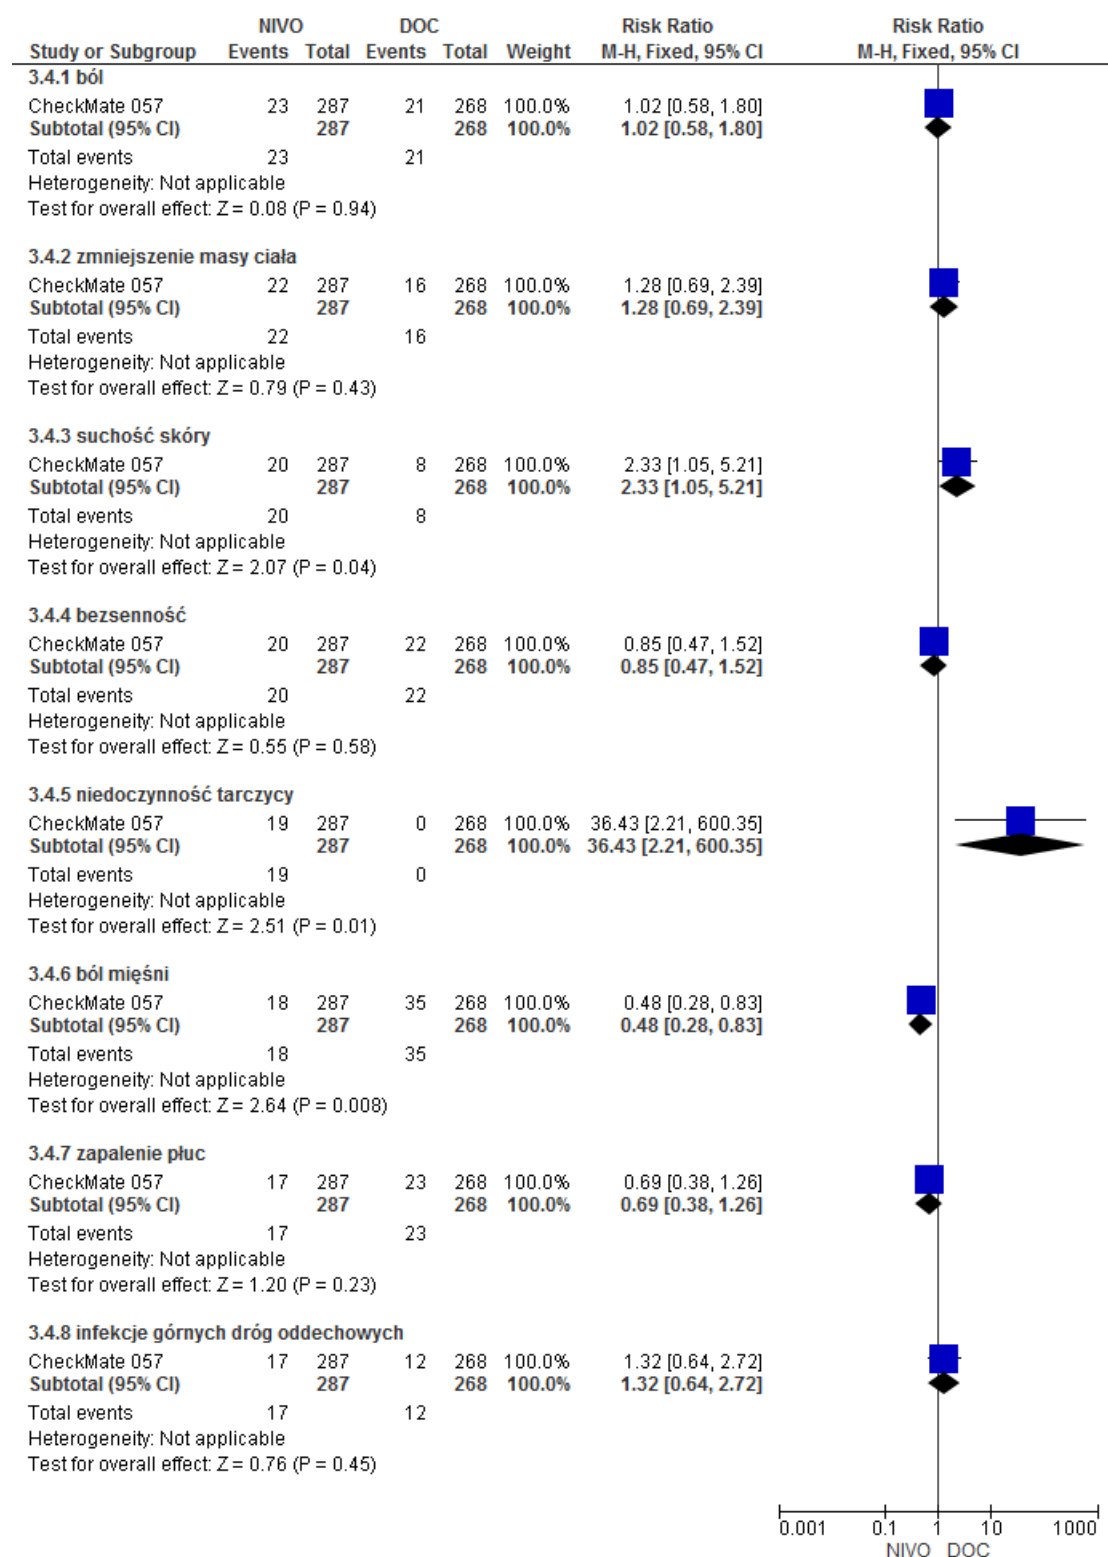 NIVO DOC Risk Ratio Risk Ratio
Study or Subgroup Events Total Events Total Weight M-H, Fixed, 95% CI M-H, Fixed, 95% CI
3.4.1 ból
CheckMate 057 23 287 21 268 100.0% 1.02 [0.58, 1.80]
Subtotal (95% CI) 287 268 100.0% 1.02 [0.58, 1.80]
Total events 23 21
Heterogeneity: Not applicable
Test for overall effect: Z = 0.08 (P = 0.94)
3.4.2 zmniejszenie masy ciała
CheckMate 057 22 287 16 268 100.0% 1.28 [0.69, 2.39]
Subtotal (95% CI) 287 268 100.0% 1.28 [0.69, 2.39]
Total events 22 16
Heterogeneity: Not applicable
Test for overall effect: Z = 0.79 (P = 0.43)
3.4.3 suchość skóry
CheckMate 057 20 287 8 268 100.0% 2.33 [1.05, 5.21]
Subtotal (95% CI) 287 268 100.0% 2.33 [1.05, 5.21]
Total events 20 8
Heterogeneity: Not applicable
Test for overall effect: Z = 2.07 (P = 0.04)
3.4.4 bezsenność
CheckMate 057 20 287 22 268 100.0% 0.85 [0.47, 1.52]
Subtotal (95% CI) 287 268 100.0% 0.85 [0.47, 1.52]
Total events 20 22
Heterogeneity: Not applicable
Test for overall effect: Z = 0.55 (P = 0.58)
3.4.5 niedoczynność tarczycy
CheckMate 057 19 287 0 268 100.0% 36.43 [2.21, 600.35]
Subtotal (95% CI) 287 268 100.0% 36.43 [2.21, 600.35]
Total events 19 0
Heterogeneity: Not applicable
Test for overall effect: Z = 2.51 (P = 0.01)
3.4.6 ból mięśni
CheckMate 057 18 287 35 268 100.0% 0.48 [0.28, 0.83]
Subtotal (95% CI) 287 268 100.0% 0.48 [0.28, 0.83]
Total events 18 35
Heterogeneity: Not applicable
Test for overall effect: Z = 2.64 (P = 0.008)
3.4.7 zapalenie płuc
CheckMate 057 17 287 23 268 100.0% 0.69 [0.38, 1.26]
Subtotal (95% CI) 287 268 100.0% 0.69 [0.38, 1.26]
Total events 17 23
Heterogeneity: Not applicable
Test for overall effect: Z = 1.20 (P = 0.23)
3.4.8 infekcje górnych dróg oddechowych
CheckMate 057 17 287 12 268 100.0% 1.32 [0.64, 2.72]
Subtotal (95% CI) 287 268 100.0% 1.32 [0.64, 2.72]
Total events 17 12
Heterogeneity: Not applicable
Test for overall effect: Z = 0.76 (P = 0.45)
0.001 0.1 1 10 1000
NIVO DOC